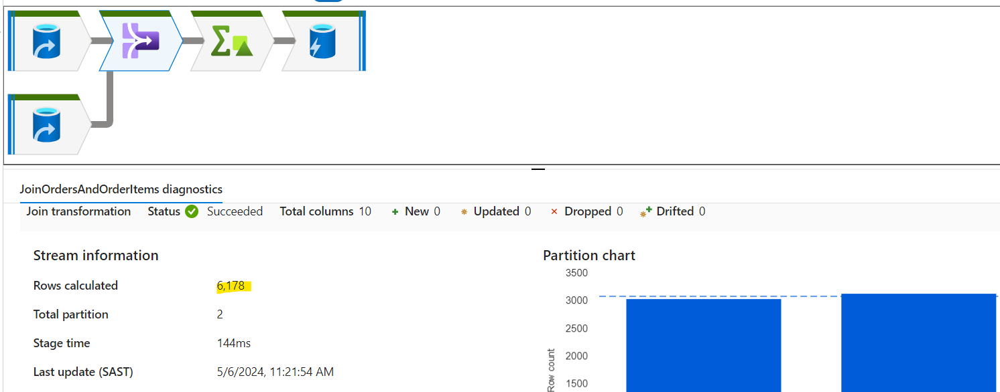 JoinOrdersAndOrderItems diagnostics
Join transformation Status Succeeded Total columns 10 New 0 Updated 0 Dropped 0 Drifted 0
Stream information
Rows calculated 6,178
Total partition 2
Stage time 144ms
Last update (SAST) 5/6/2024, 11:21:54 AM
Partition chart
3500
3000
2500
2000
1500
Row count